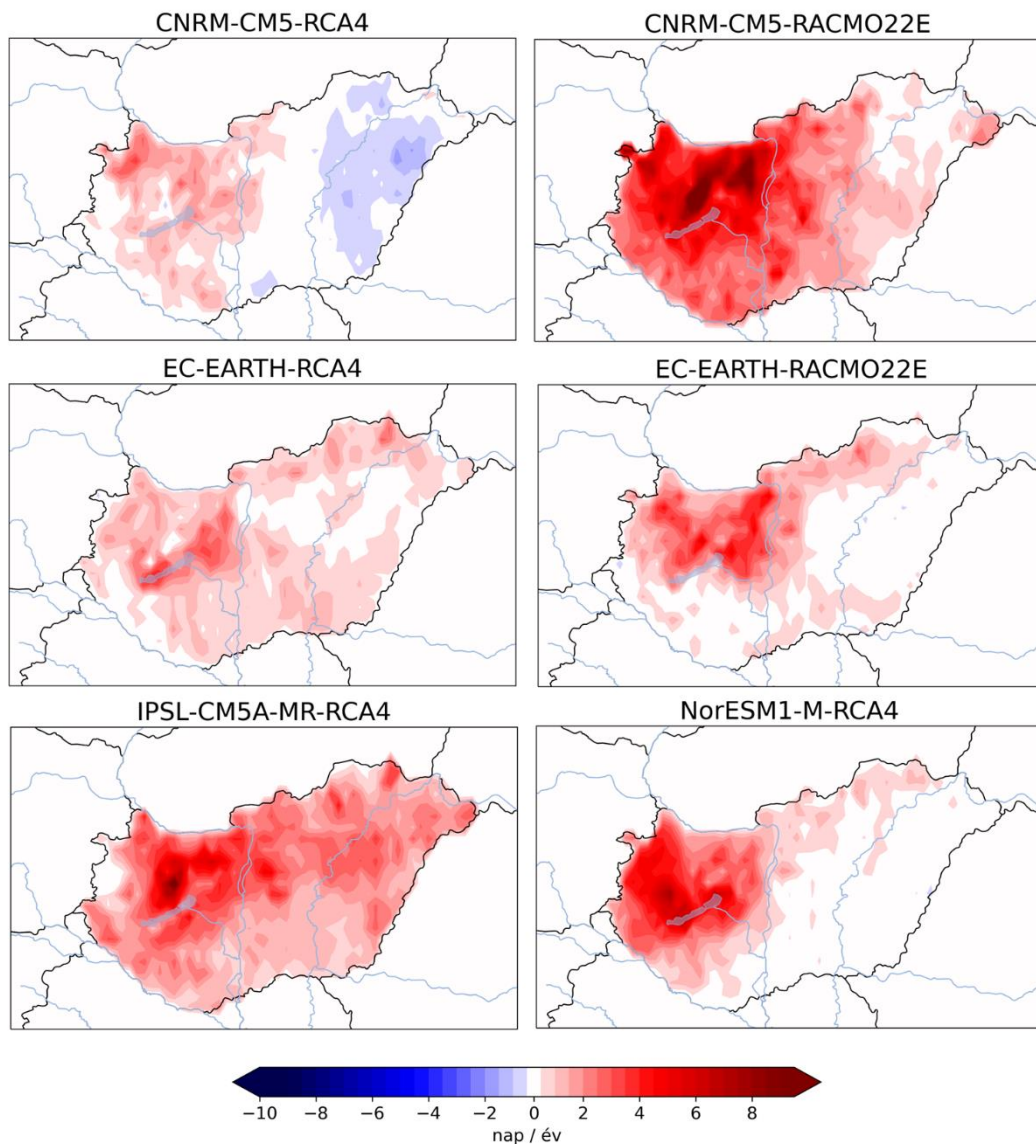 CNRM-CM5-RCA4
CNRM-CM5-RACMO22E
EC-EARTH-RCA4
EC-EARTH-RACMO22E
IPSL-CM5A-MR-RCA4
NorESM1-M-RCA4
−10 −8 −6 −4 −2 0 2 4 6 8
nap / év